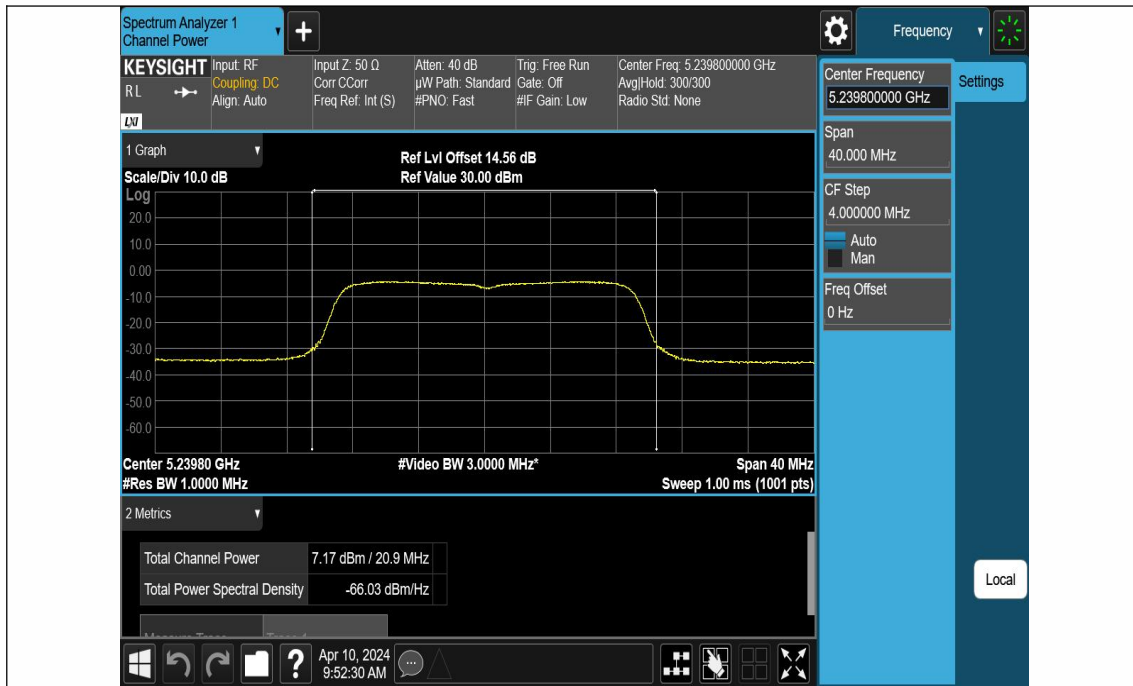 Spectrum Analyzer 1
Channel Power
Frequency
KEYSIGHT
RL
LXI
Input: RF
Coupling: DC
Align: Auto
Input Z: 50 Ω
Corr CCorr
Freq Ref: Int (S)
Atten: 40 dB
µW Path: Standard
#PNO: Fast
Trig: Free Run
Gate: Off
#IF Gain: Low
Center Freq: 5.239800000 GHz
Avg|Hold: 300/300
Radio Std: None
Center Frequency
5.239800000 GHz
Settings
Span
40.000 MHz
CF Step
4.000000 MHz
Auto
Man
Freq Offset
0 Hz
1 Graph
Scale/Div 10.0 dB
Ref Lvl Offset 14.56 dB
Ref Value 30.00 dBm
Log
20.0
10.0
0.00
-10.0
-20.0
-30.0
-40.0
-50.0
-60.0
Center 5.23980 GHz
#Video BW 3.0000 MHz*
Span 40 MHz
#Res BW 1.0000 MHz
Sweep 1.00 ms (1001 pts)
2 Metrics
Total Channel Power 7.17 dBm / 20.9 MHz
Total Power Spectral Density -66.03 dBm/Hz
Local
?
Apr 10, 2024
9:52:30 AM